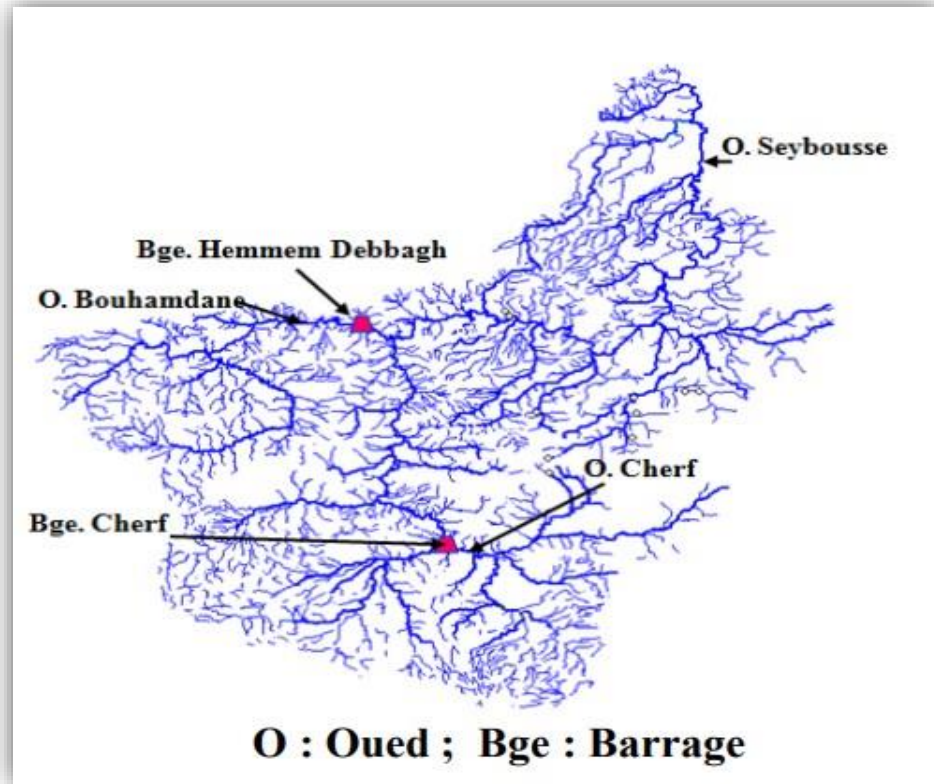 O. Seybousse
Bge. Hemmem Debbagh
O. Bouhamdane
O. Cherf
Bge. Cherf
O : Oued ; Bge : Barrage